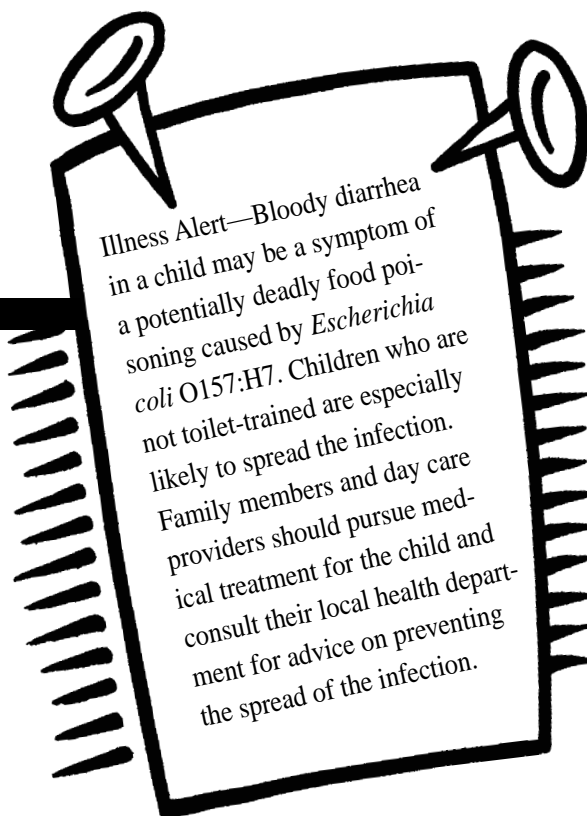 Illness Alert—Bloody diarrhea
in a child may be a symptom of
a potentially deadly food poi-
soning caused by Escherichia
coli O157:H7. Children who are
not toilet-trained are especially
likely to spread the infection.
Family members and day care
providers should pursue med-
ical treatment for the child and
consult their local health depart-
ment for advice on preventing
the spread of the infection.